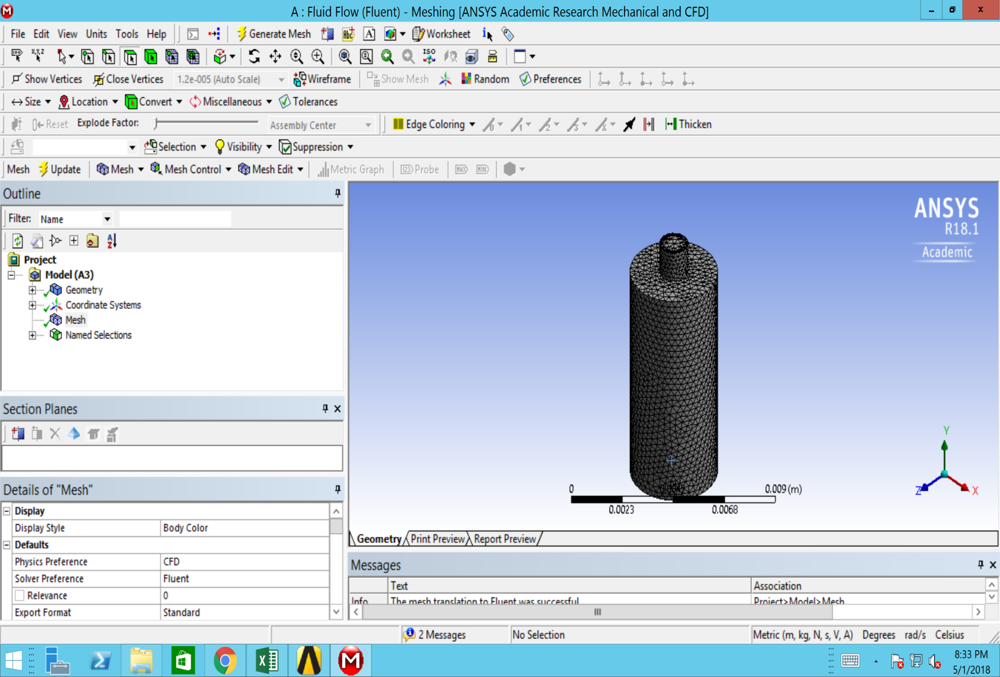 A : Fluid Flow (Fluent) - Meshing [ANSYS Academic Research Mechanical and CFD]
File Edit View Units Tools Help Generate Mesh Worksheet
ISO
Show Vertices Close Vertices 1.2e-005 (Auto Scale) Wireframe Show Mesh Random Preferences
Size Location Convert Miscellaneous Tolerances
Reset Explode Factor: Assembly Center Edge Coloring Thicken
Selection Visibility Suppression
Mesh Update Mesh Mesh Control Mesh Edit Metric Graph Probe MAX MIN
Outline
Filter: Name
Project
Model (A3)
Geometry
Coordinate Systems
Mesh
Named Selections
Section Planes
Details of "Mesh"
Display
Display Style Body Color
Defaults
Physics Preference CFD
Solver Preference Fluent
Relevance 0
Export Format Standard
ANSYS
R18.1
Academic
Y
Z X
0 0.009 (m)
0.0023 0.0068
Geometry Print Preview Report Preview
Messages
Text Association
Info The mesh translation to Fluent was successful Project>Model>Mesh
2 Messages No Selection Metric (m, kg, N, s, V, A) Degrees rad/s Celsius
8:33 PM
5/1/2018